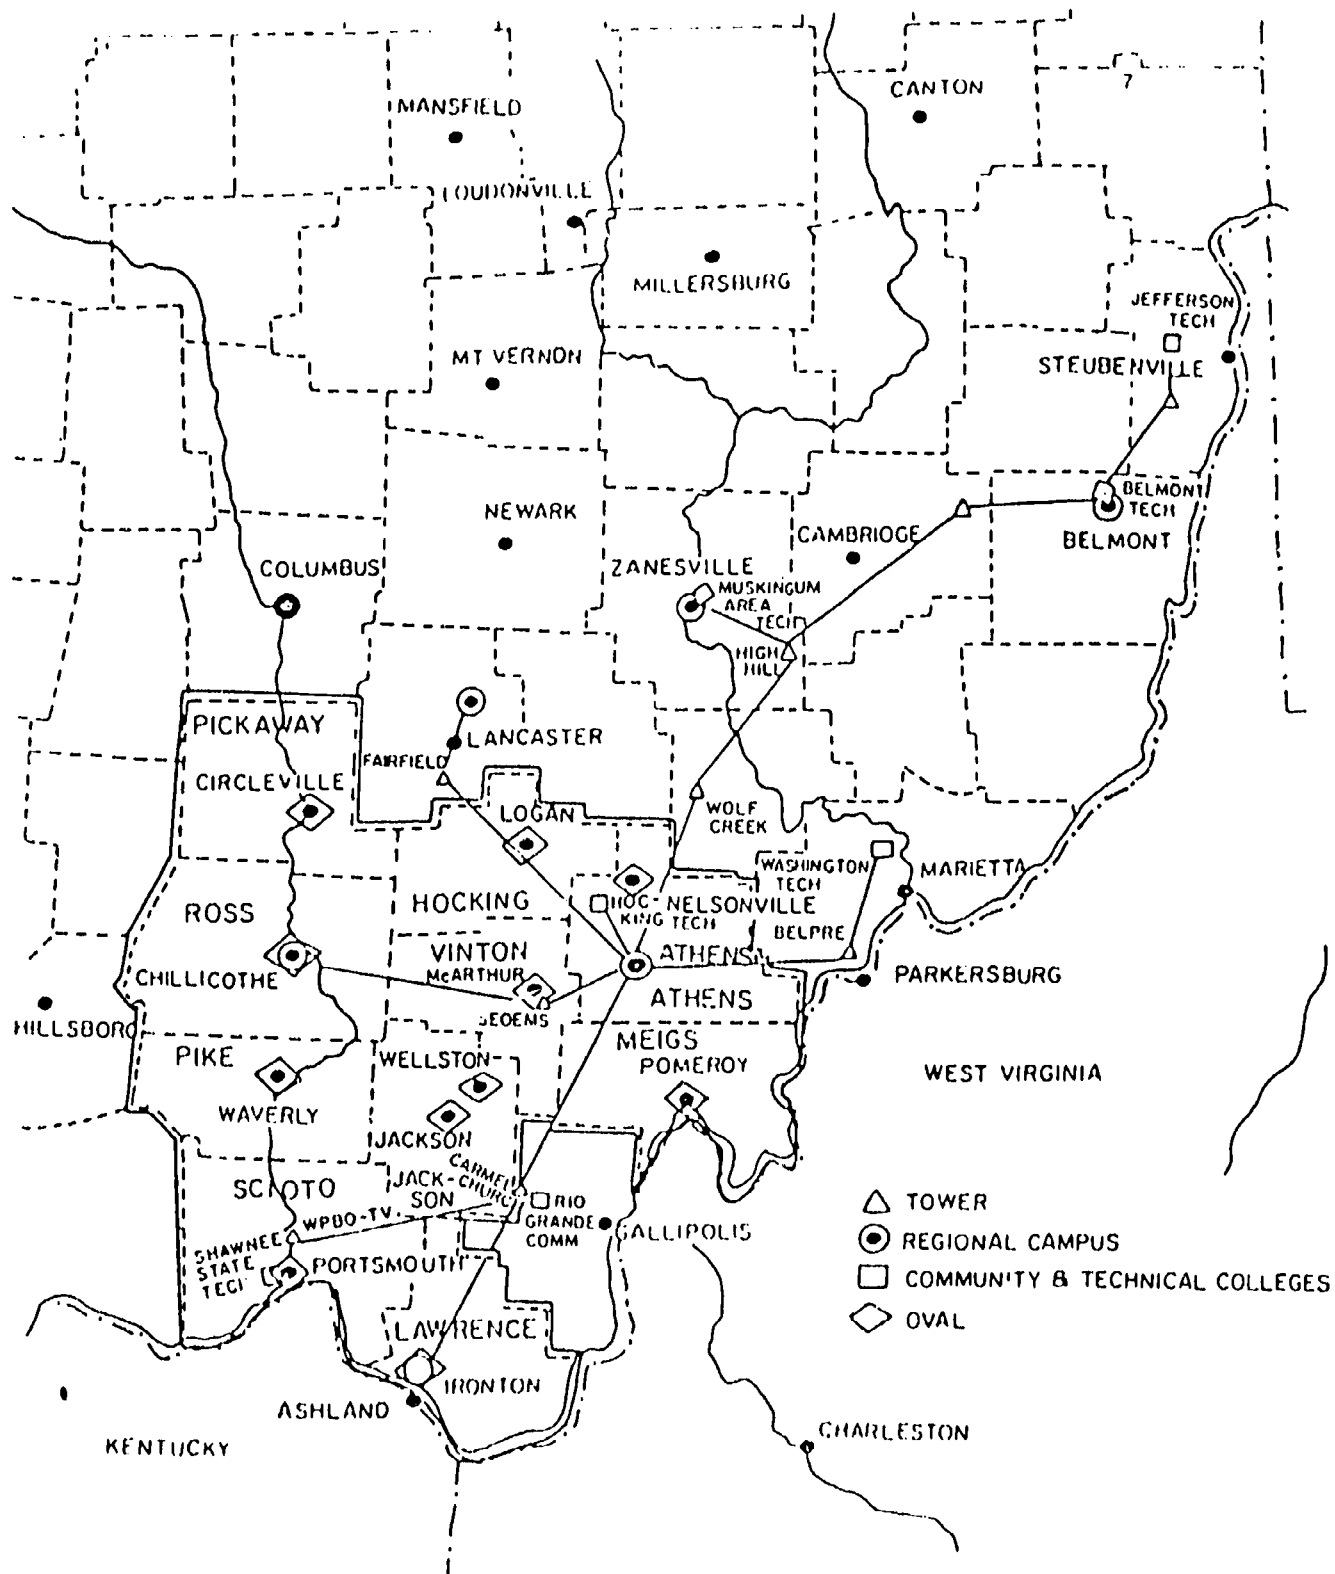 MANSFIELD
CANTON
7
LOUDONVILLE
MILLERSBURG
JEFFERSON
TECH
MT VERNON
STEUBENVILLE
NEWARK
BELMONT
TECH
CAMBRIDGE
BELMONT
COLUMBUS
ZANESVILLE
MUSKINGUM
AREA
TECH
HIGH
HILL
PICKAWAY
LANCASTER
FAIRFIELD
CIRCLEVILLE
LOGAN
WOLF
CREEK
WASHINGTON
TECH
MARIETTA
ROSS
HOCKING
HOC-
KING
TECH
NELSONVILLE
BELPRE
VINTON
McARTHUR
ATHENS
CHILLICOTHE
PARKERSBURG
ATHENS
HILLSBORO
SEOEMS
PIKE
WELLSTON
MEIGS
POMEROY
WEST VIRGINIA
WAVERLY
JACKSON
CARMEL
CHURCH
JACK-
SON
SCIOTO
RIO
GRANDE
COMM
TOWER
WPBO-TV
GALLIPOLIS
REGIONAL CAMPUS
SHAWNEE
STATE
TECH
PORTSMOUTH
COMMUNITY & TECHNICAL COLLEGES
OVAL
LAWRENCE
IRONTON
ASHLAND
CHARLESTON
KENTUCKY